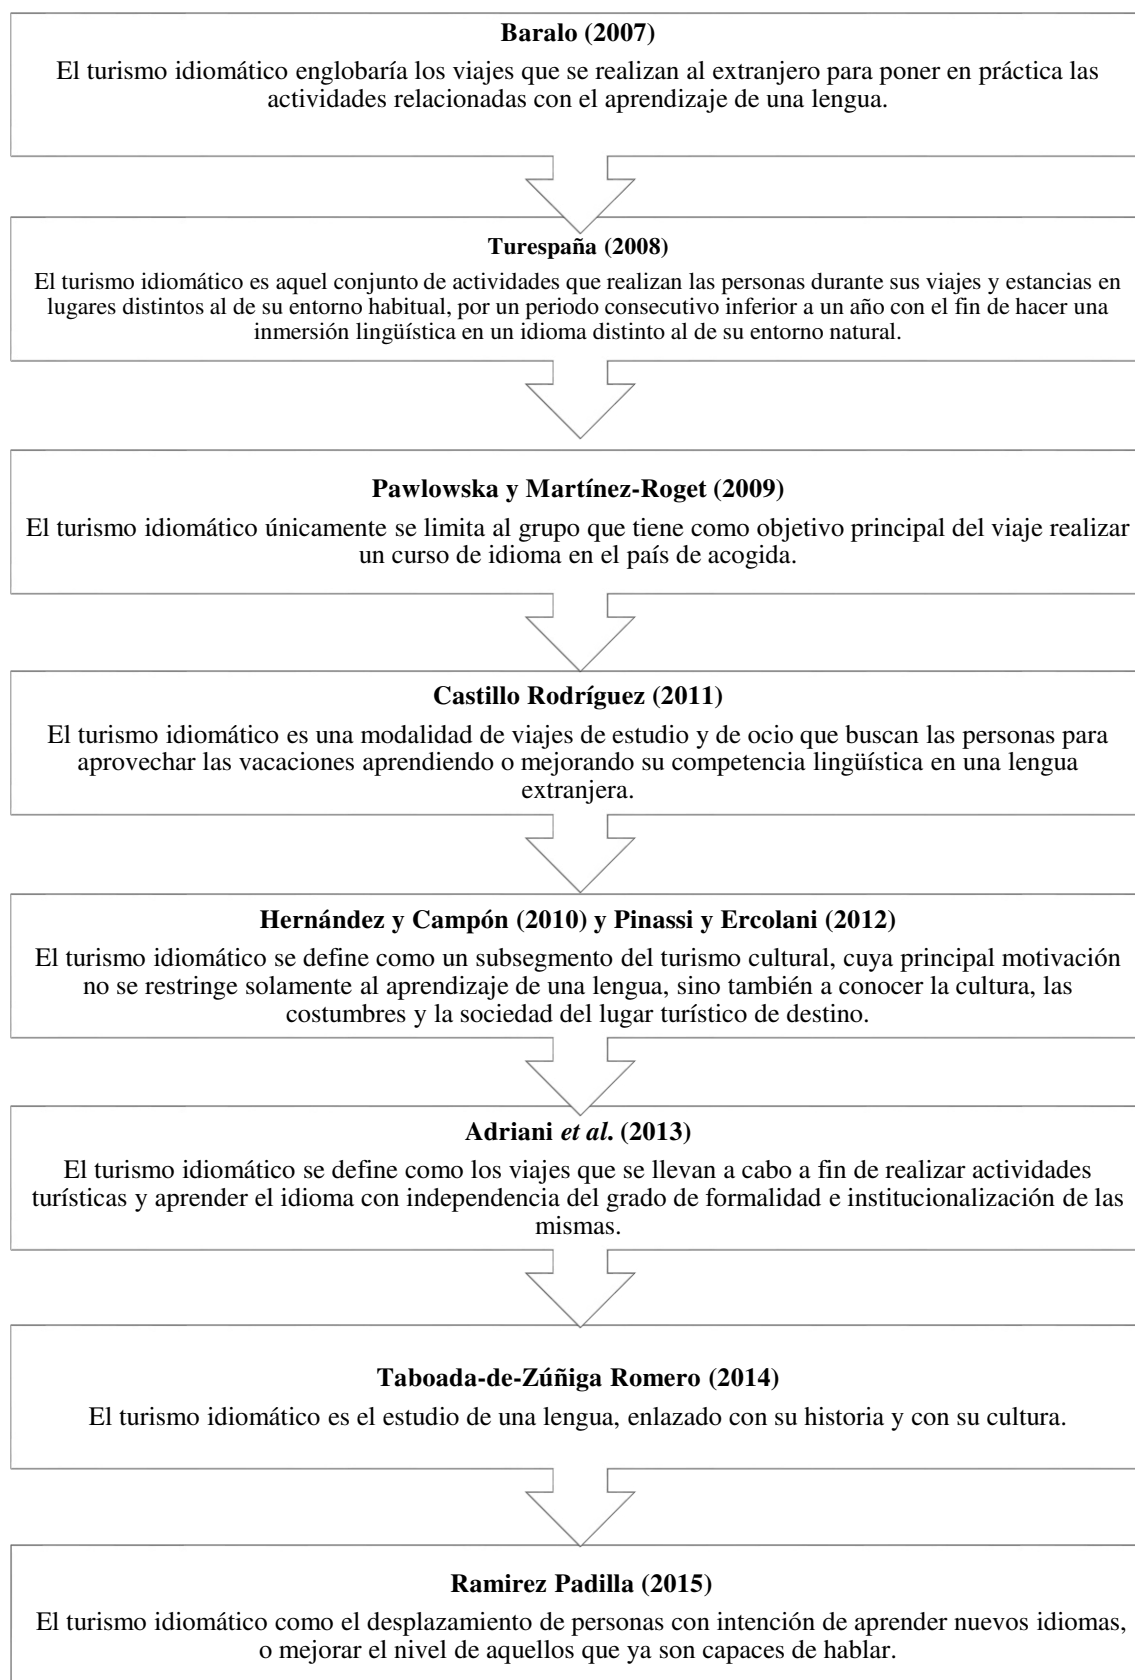 Baralo (2007)
El turismo idiomático englobaría los viajes que se realizan al extranjero para poner en práctica las
actividades relacionadas con el aprendizaje de una lengua.
Turespaña (2008)
El turismo idiomático es aquel conjunto de actividades que realizan las personas durante sus viajes y estancias en
lugares distintos al de su entorno habitual, por un periodo consecutivo inferior a un año con el fin de hacer una
inmersión lingüística en un idioma distinto al de su entorno natural.
Pawlowska y Martínez-Roget (2009)
El turismo idiomático únicamente se limita al grupo que tiene como objetivo principal del viaje realizar
un curso de idioma en el país de acogida.
Castillo Rodríguez (2011)
El turismo idiomático es una modalidad de viajes de estudio y de ocio que buscan las personas para
aprovechar las vacaciones aprendiendo o mejorando su competencia lingüística en una lengua
extranjera.
Hernández y Campón (2010) y Pinassi y Ercolani (2012)
El turismo idiomático se define como un subsegmento del turismo cultural, cuya principal motivación
no se restringe solamente al aprendizaje de una lengua, sino también a conocer la cultura, las
costumbres y la sociedad del lugar turístico de destino.
Adriani et al. (2013)
El turismo idiomático se define como los viajes que se llevan a cabo a fin de realizar actividades
turísticas y aprender el idioma con independencia del grado de formalidad e institucionalización de las
mismas.
Taboada-de-Zúñiga Romero (2014)
El turismo idiomático es el estudio de una lengua, enlazado con su historia y con su cultura.
Ramirez Padilla (2015)
El turismo idiomático como el desplazamiento de personas con intención de aprender nuevos idiomas,
o mejorar el nivel de aquellos que ya son capaces de hablar.